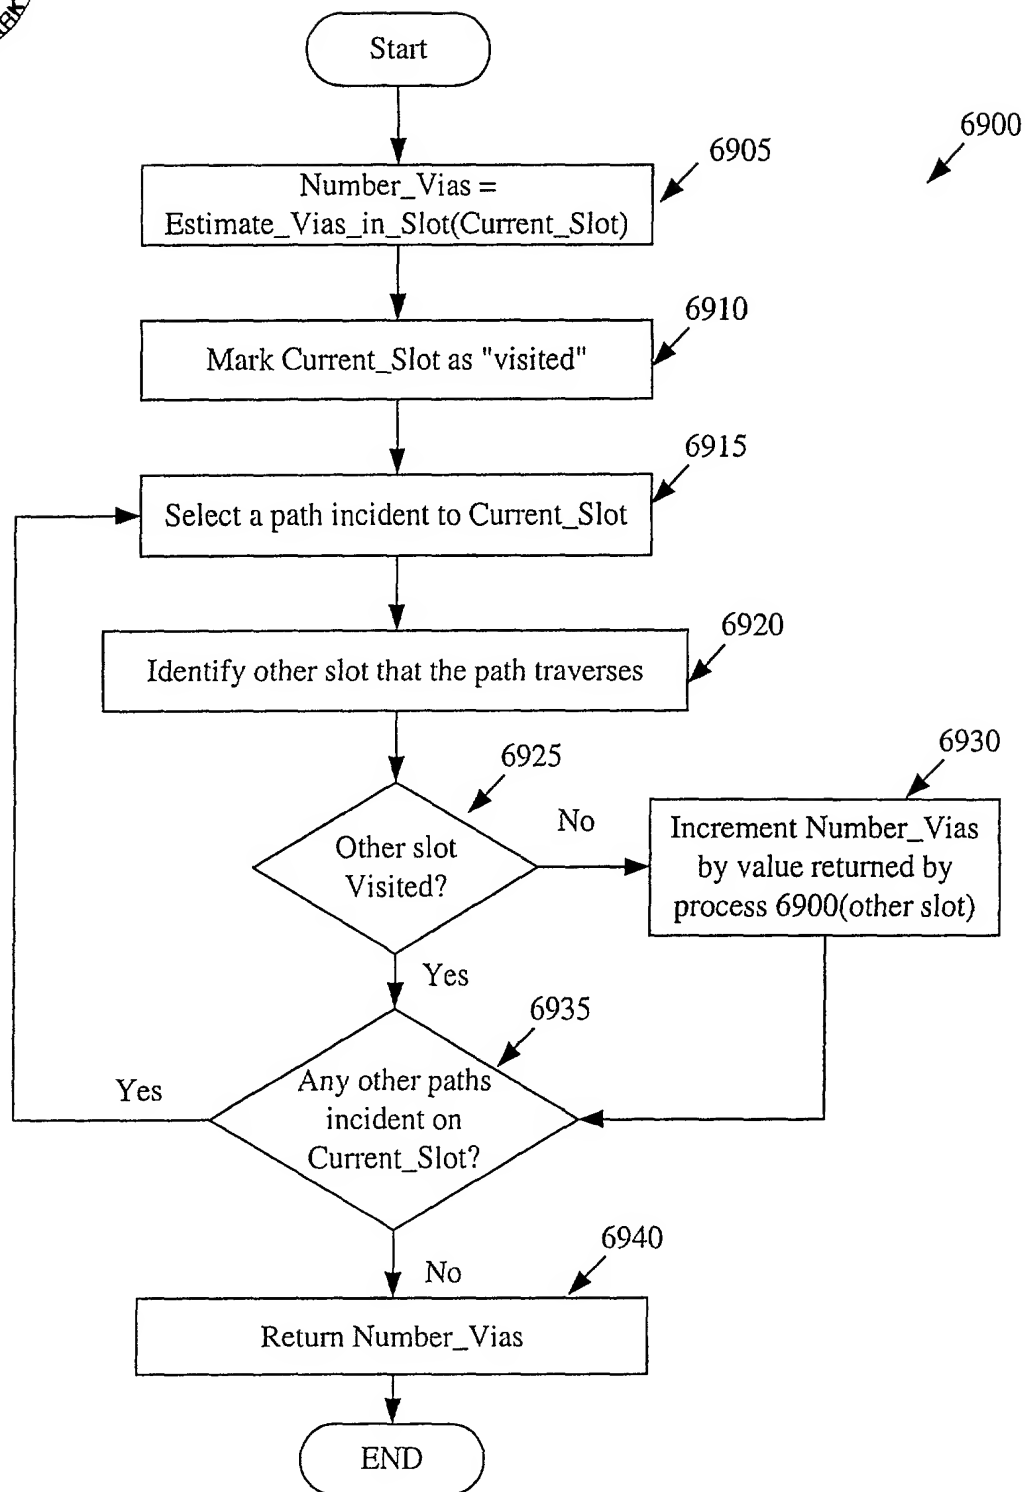 Start
6900
6905
Number_Vias =
Estimate_Vias_in_Slot(Current_Slot)
6910
Mark Current_Slot as "visited"
6915
Select a path incident to Current_Slot
6920
Identify other slot that the path traverses
6925
6930
No
Other slot
Visited?
Increment Number_Vias
by value returned by
process 6900(other slot)
Yes
6935
Yes
Any other paths
incident on
Current_Slot?
6940
No
Return Number_Vias
END